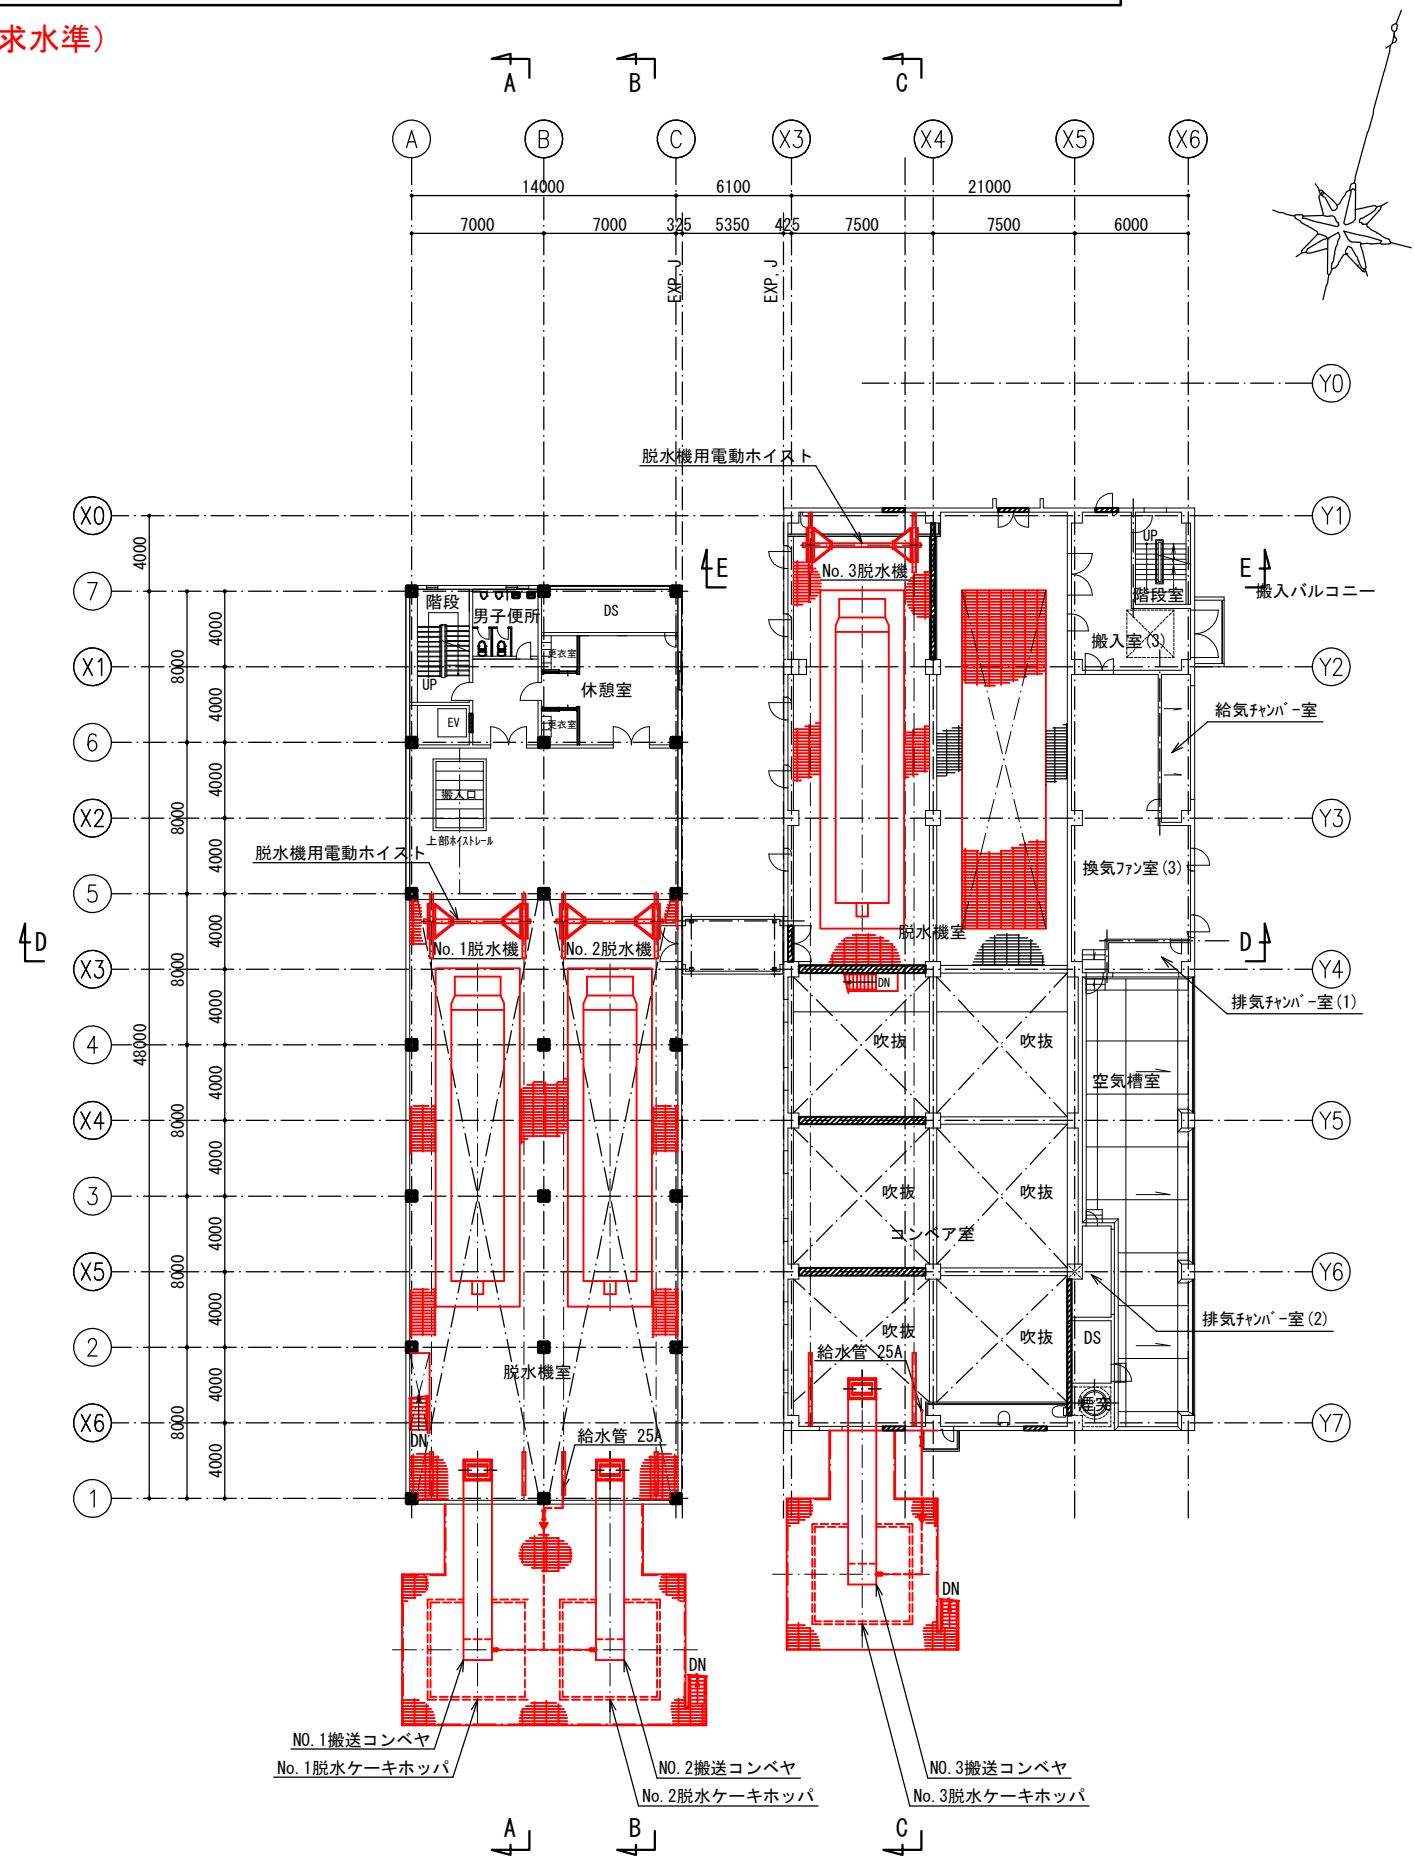 求水準)
A B C
A B C X3 X4 X5 X6
14000 6100 21000
7000 7000 325 5350 425 7500 7500 6000
EXP.J EXP.J
Y0
脱水機用電動ホイスト
X0 Y1
4000
UP
E E
No.3脱水機
搬入バルコニー
7
階段 DS 階段室
男子便所
4000
搬入室(3)
更衣室
X1 8000 Y2
UP 休憩室
4000
給気チャンバー室
EV 更衣室
6
4000
搬入口
X2 8000 Y3
上部ホイストレール
脱水機用電動ホイスト
4000
換気ファン室(3)
5
4000
D 脱水機室 D
No.1脱水機 No.2脱水機
X3 8000 Y4
DN
排気チャンバー室(1)
4000
4 48000 吹抜 吹抜
空気槽室
4000
X4 8000 Y5
4000
3 吹抜 吹抜
コンベア室
4000
X5 8000 Y6
排気チャンバー室(2)
4000
吹抜 吹抜 DS
2 給水管 25A
脱水機室
4000
煙突
X6 8000 Y7
DN 給水管 25A
4000
1
DN
DN
NO.1搬送コンベヤ NO.2搬送コンベヤ NO.3搬送コンベヤ
No.1脱水ケーキホッパ No.2脱水ケーキホッパ No.3脱水ケーキホッパ
A B C